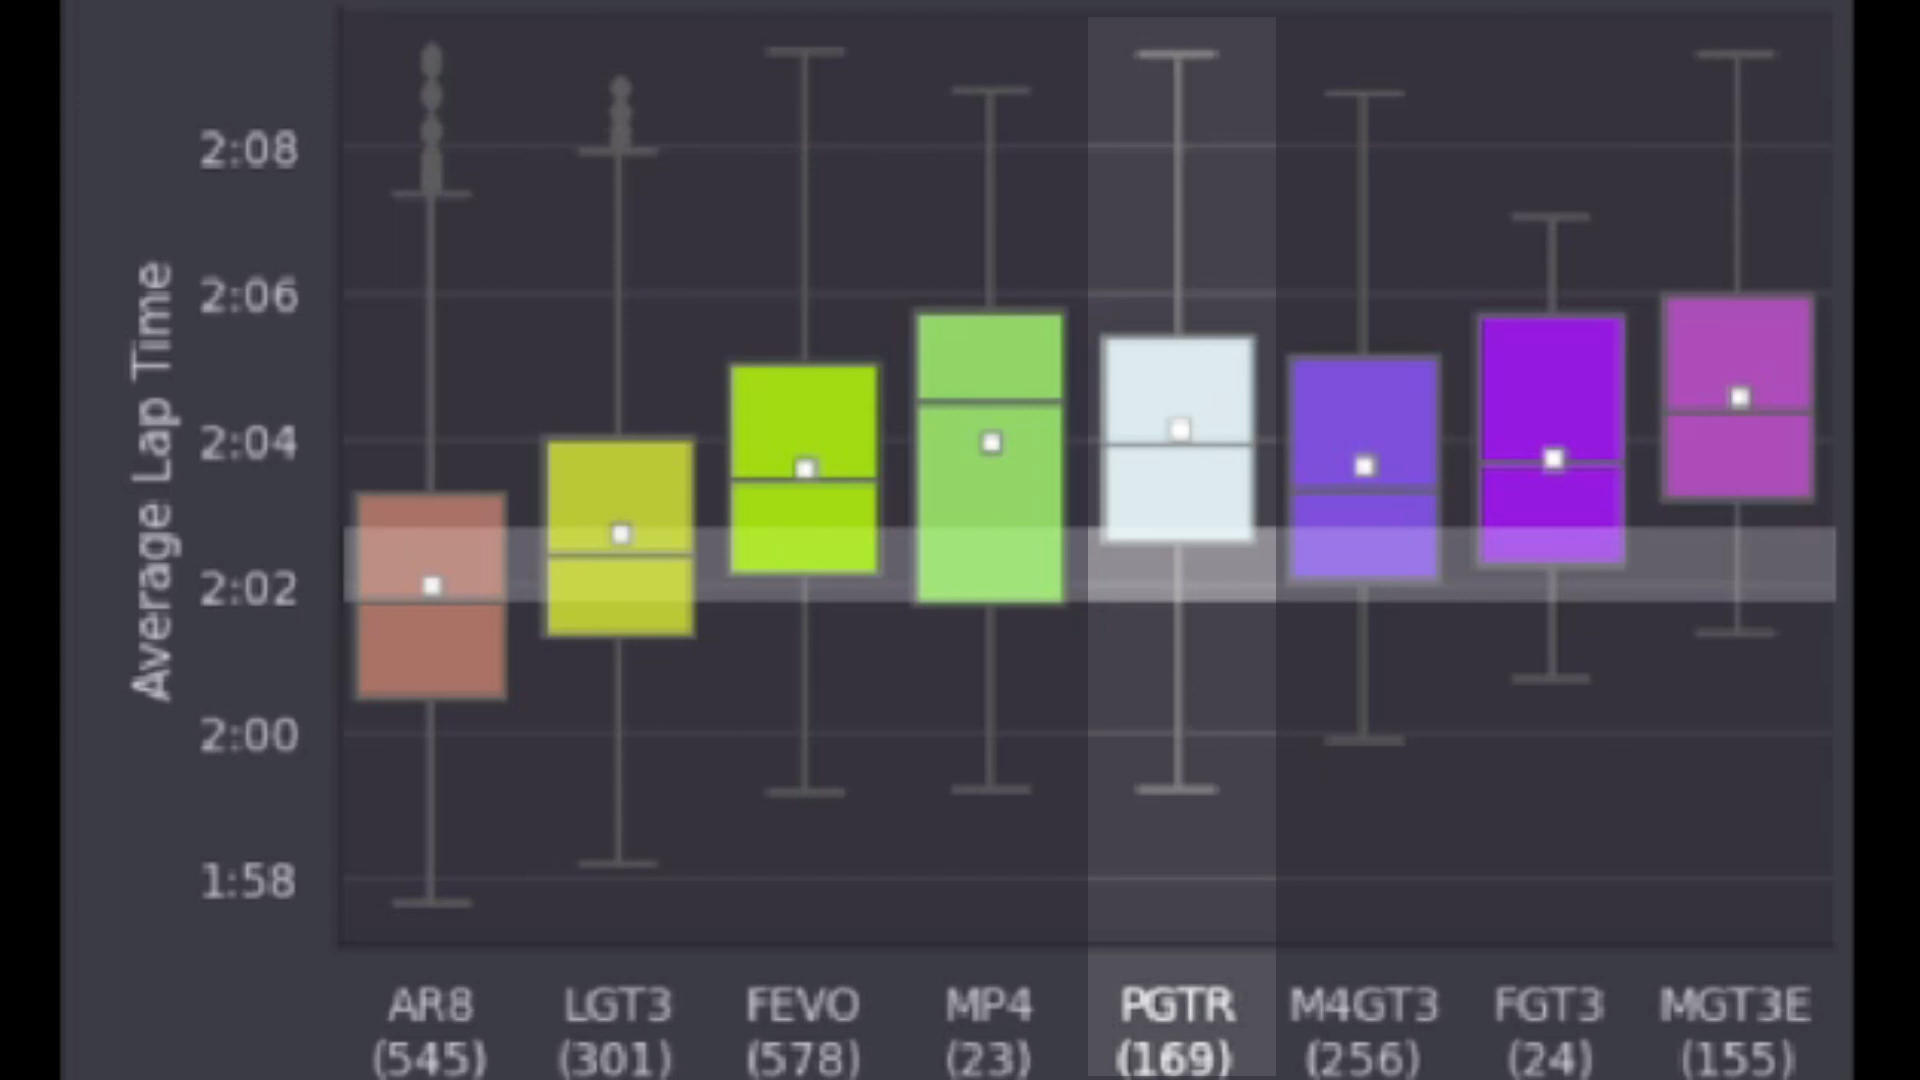 2:08
2:06
2:04
2:02
2:00
1:58
Average Lap Time
AR8 LGT3 FEVO MP4 PGTR M4GT3 FGT3 MGT3E
(545) (301) (578) (23) (169) (256) (24) (155)